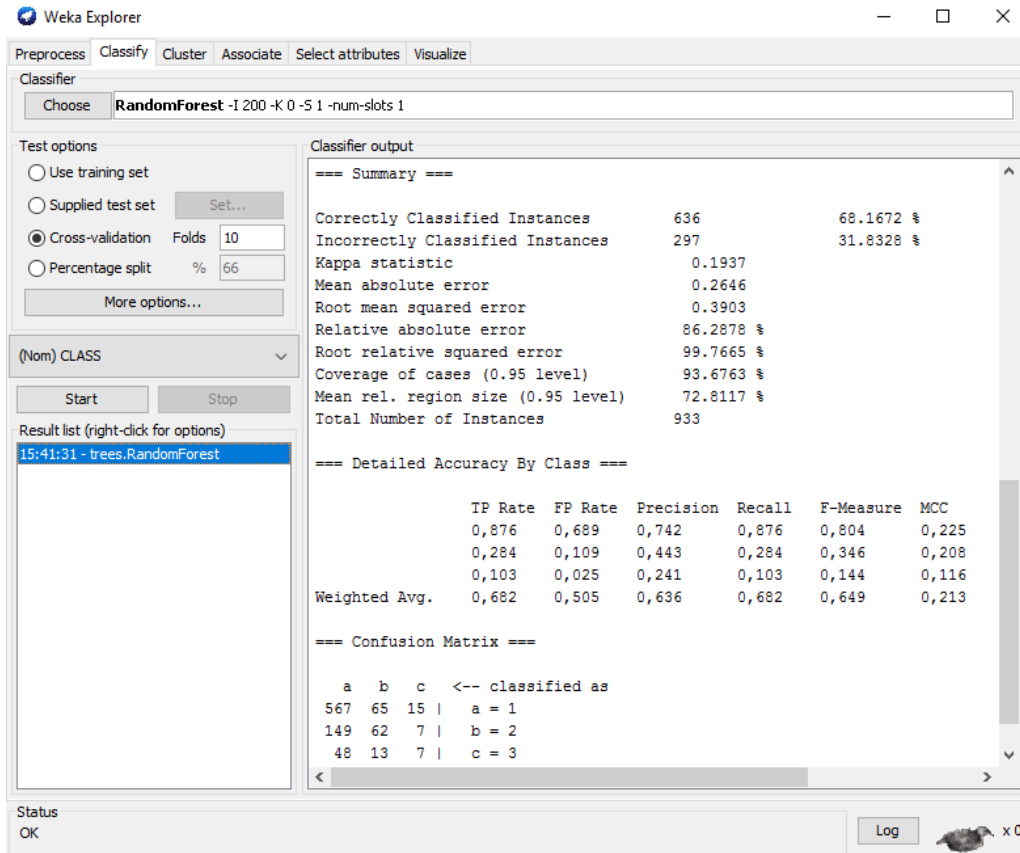 Weka Explorer
Preprocess Classify Cluster Associate Select attributes Visualize
Classifier
Choose RandomForest -I 200 -K 0 -S 1 -num-slots 1
Test options
Use training set
Supplied test set Set...
Cross-validation Folds 10
Percentage split % 66
More options...
(Nom) CLASS
Start Stop
Result list (right-click for options)
15:41:31 - trees.RandomForest
Classifier output
=== Summary ===
Correctly Classified Instances 636 68.1672 %
Incorrectly Classified Instances 297 31.8328 %
Kappa statistic 0.1937
Mean absolute error 0.2646
Root mean squared error 0.3903
Relative absolute error 86.2878 %
Root relative squared error 99.7665 %
Coverage of cases (0.95 level) 93.6763 %
Mean rel. region size (0.95 level) 72.8117 %
Total Number of Instances 933
=== Detailed Accuracy By Class ===
TP Rate FP Rate Precision Recall F-Measure MCC
0,876 0,689 0,742 0,876 0,804 0,225
0,284 0,109 0,443 0,284 0,346 0,208
0,103 0,025 0,241 0,103 0,144 0,116
Weighted Avg. 0,682 0,505 0,636 0,682 0,649 0,213
=== Confusion Matrix ===
a b c <-- classified as
567 65 15 | a = 1
149 62 7 | b = 2
48 13 7 | c = 3
Status
OK
Log x 0